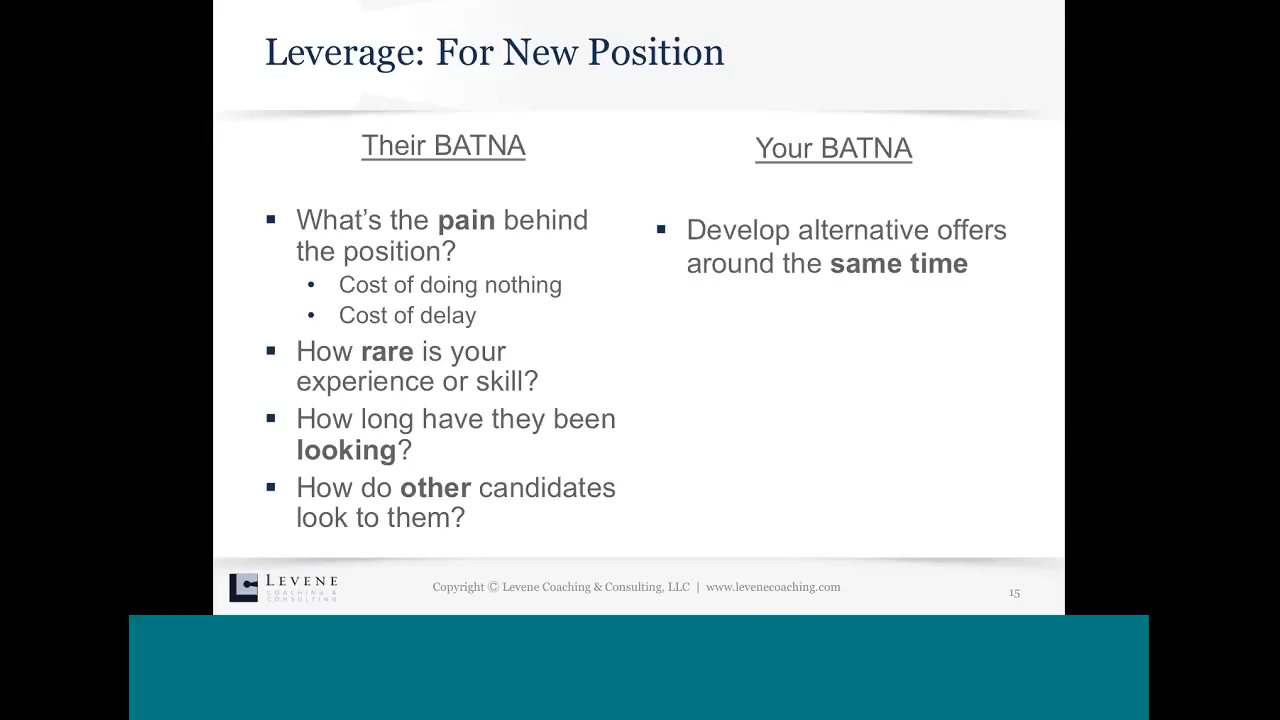 Leverage: For New Position
Their BATNA
What's the pain behind
the position?
Cost of doing nothing
Cost of delay
How rare is your
experience or skill?
How long have they been
looking?
How do other candidates
look to them?
Your BATNA
Develop alternative offers
around the same time
LEVENE
COACHING &
CONSULTING
Copyright © Levene Coaching & Consulting, LLC | www.levenecoaching.com
15